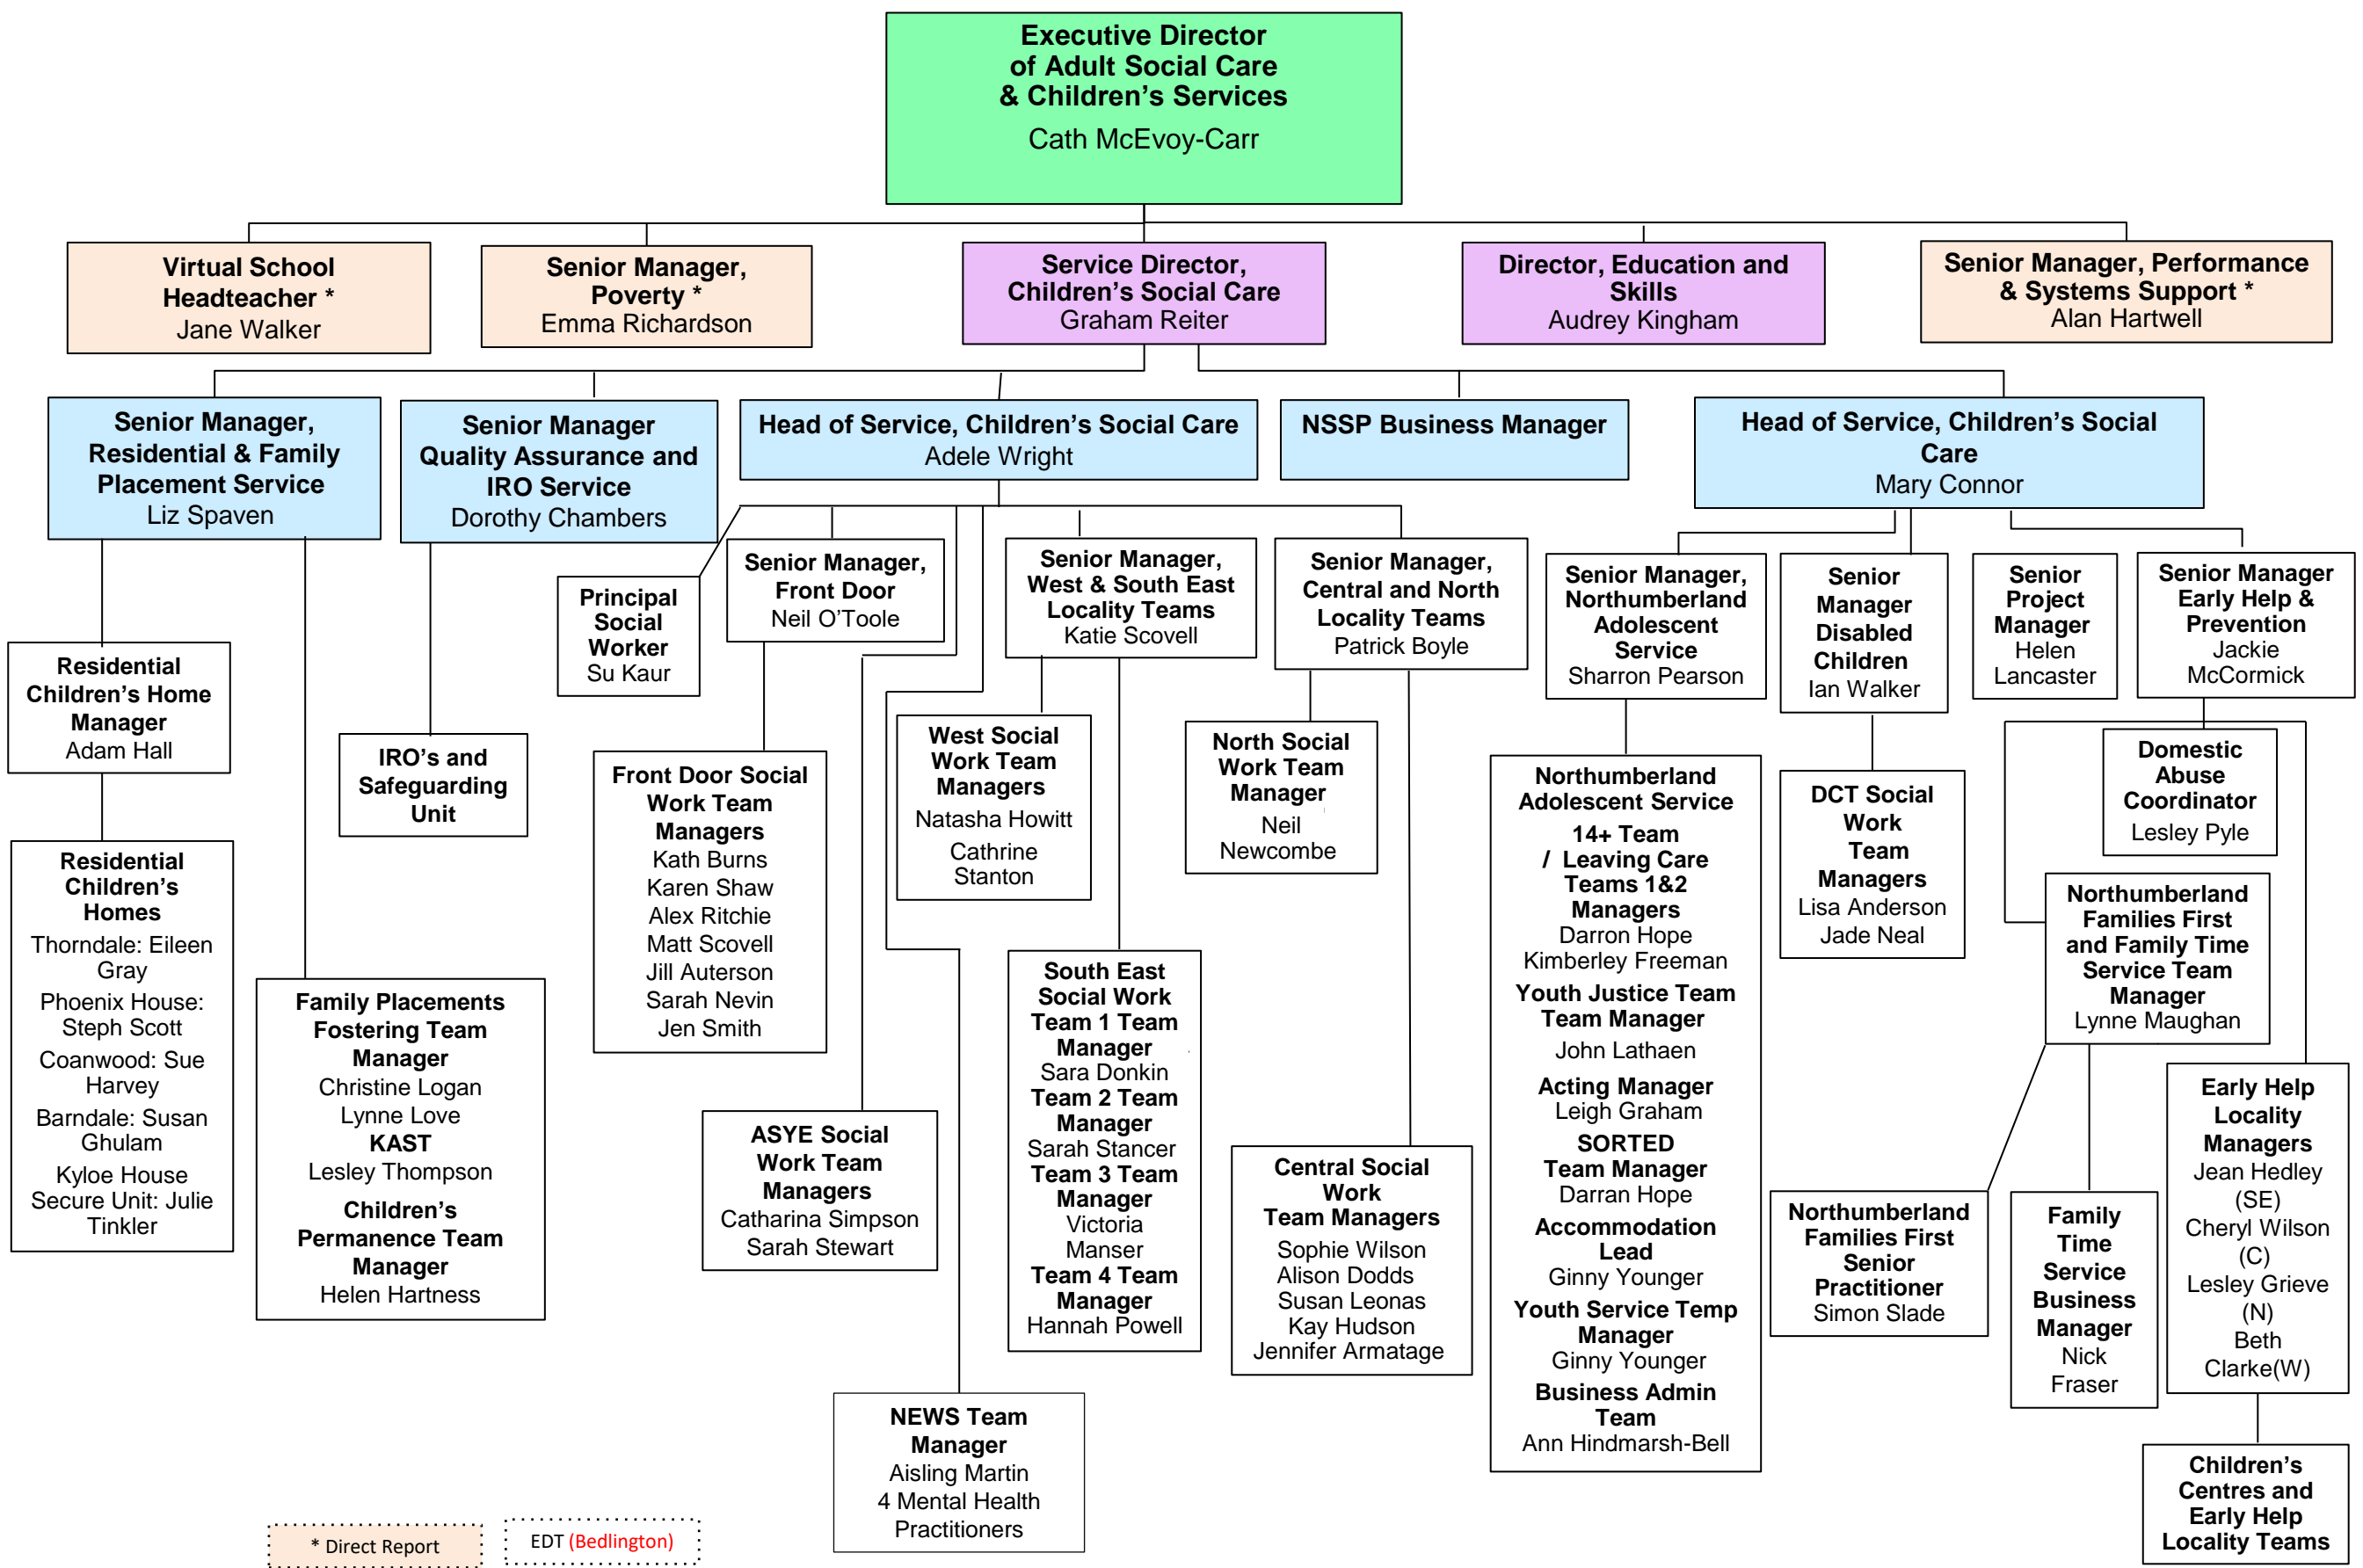 Executive Director
of Adult Social Care
& Children's Services
Cath McEvoy-Carr
Virtual School
Headteacher *
Jane Walker
Senior Manager,
Poverty *
Emma Richardson
Service Director,
Children's Social Care
Graham Reiter
Director, Education and
Skills
Audrey Kingham
Senior Manager, Performance
& Systems Support *
Alan Hartwell
Senior Manager,
Residential & Family
Placement Service
Liz Spaven
Senior Manager
Quality Assurance and
IRO Service
Dorothy Chambers
Head of Service, Children's Social Care
Adele Wright
NSSP Business Manager
Head of Service, Children's Social
Care
Mary Connor
Principal
Social
Worker
Su Kaur
Senior Manager,
Front Door
Neil O'Toole
Senior Manager,
West & South East
Locality Teams
Katie Scovell
Senior Manager,
Central and North
Locality Teams
Patrick Boyle
Senior Manager,
Northumberland
Adolescent
Service
Sharron Pearson
Senior
Manager
Disabled
Children
Ian Walker
Senior
Project
Manager
Helen
Lancaster
Senior Manager
Early Help &
Prevention
Jackie
McCormick
Residential
Children's Home
Manager
Adam Hall
IRO's and
Safeguarding
Unit
Front Door Social
Work Team
Managers
Kath Burns
Karen Shaw
Alex Ritchie
Matt Scovell
Jill Auterson
Sarah Nevin
Jen Smith
West Social
Work Team
Managers
Natasha Howitt
Cathrine
Stanton
North Social
Work Team
Manager
Neil
Newcombe
Northumberland
Adolescent Service
14+ Team
/ Leaving Care
Teams 1&2
Managers
Darron Hope
Kimberley Freeman
Youth Justice Team
Team Manager
John Lathaen
Acting Manager
Leigh Graham
SORTED
Team Manager
Darran Hope
Accommodation
Lead
Ginny Younger
Youth Service Temp
Manager
Ginny Younger
Business Admin
Team
Ann Hindmarsh-Bell
DCT Social
Work
Team
Managers
Lisa Anderson
Jade Neal
Domestic
Abuse
Coordinator
Lesley Pyle
Northumberland
Families First
and Family Time
Service Team
Manager
Lynne Maughan
Residential
Children's
Homes
Thorndale: Eileen
Gray
Phoenix House:
Steph Scott
Coanwood: Sue
Harvey
Barndale: Susan
Ghulam
Kyloe House
Secure Unit: Julie
Tinkler
Family Placements
Fostering Team
Manager
Christine Logan
Lynne Love
KAST
Lesley Thompson
Children's
Permanence Team
Manager
Helen Hartness
ASYE Social
Work Team
Managers
Catharina Simpson
Sarah Stewart
South East
Social Work
Team 1 Team
Manager
Sara Donkin
Team 2 Team
Manager
Sarah Stancer
Team 3 Team
Manager
Victoria
Manser
Team 4 Team
Manager
Hannah Powell
Central Social
Work
Team Managers
Sophie Wilson
Alison Dodds
Susan Leonas
Kay Hudson
Jennifer Armatage
Northumberland
Families First
Senior
Practitioner
Simon Slade
Family
Time
Service
Business
Manager
Nick
Fraser
Early Help
Locality
Managers
Jean Hedley
(SE)
Cheryl Wilson
(C)
Lesley Grieve
(N)
Beth
Clarke(W)
NEWS Team
Manager
Aisling Martin
4 Mental Health
Practitioners
Children's
Centres and
Early Help
Locality Teams
* Direct Report
EDT (Bedlington)